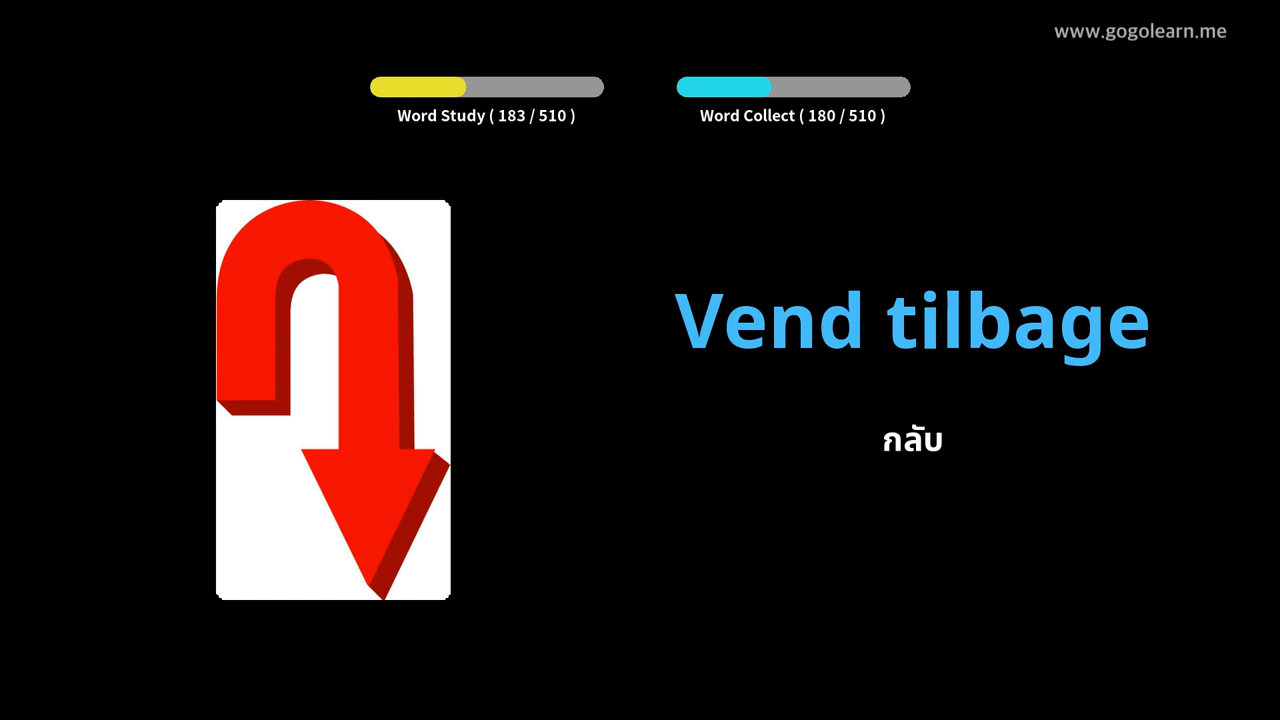 www.gogolearn.me
Word Study ( 183 / 510 )
Word Collect ( 180 / 510 )
Vend tilbage
กลับ